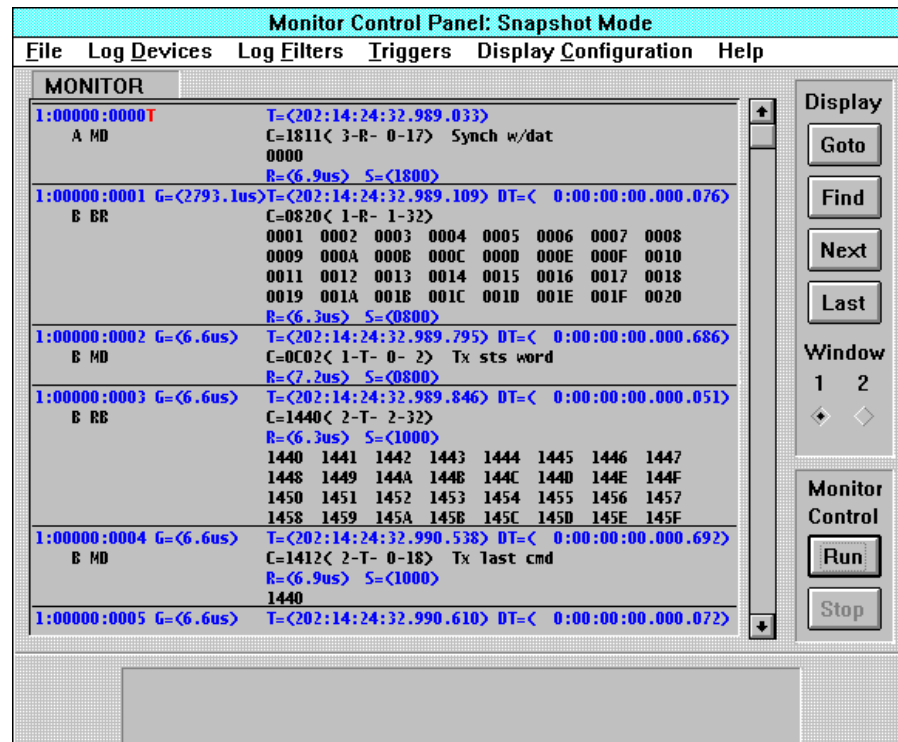 Monitor Control Panel: Snapshot Mode
File Log Devices Log Filters Triggers Display Configuration Help
MONITOR
1:00000:0000T T=<202:14:24:32.989.033>
A MD C=1811< 3-R- 0-17> Synch w/dat
0000
R=<6.9us> S=<1800>
1:00000:0001 G=<2793.1us>T=<202:14:24:32.989.109> DT=< 0:00:00:00.000.076>
B BR C=0820< 1-R- 1-32>
0001 0002 0003 0004 0005 0006 0007 0008
0009 000A 000B 000C 000D 000E 000F 0010
0011 0012 0013 0014 0015 0016 0017 0018
0019 001A 001B 001C 001D 001E 001F 0020
R=<6.3us> S=<0800>
1:00000:0002 G=<6.6us> T=<202:14:24:32.989.795> DT=< 0:00:00:00.000.686>
B MD C=0C02< 1-T- 0- 2> Tx sts word
R=<7.2us> S=<0800>
1:00000:0003 G=<6.6us> T=<202:14:24:32.989.846> DT=< 0:00:00:00.000.051>
B RB C=1440< 2-T- 2-32>
R=<6.3us> S=<1000>
1440 1441 1442 1443 1444 1445 1446 1447
1448 1449 144A 144B 144C 144D 144E 144F
1450 1451 1452 1453 1454 1455 1456 1457
1458 1459 145A 145B 145C 145D 145E 145F
1:00000:0004 G=<6.6us> T=<202:14:24:32.990.538> DT=< 0:00:00:00.000.692>
B MD C=1412< 2-T- 0-18> Tx last cmd
R=<6.9us> S=<1000>
1440
1:00000:0005 G=<6.6us> T=<202:14:24:32.990.610> DT=< 0:00:00:00.000.072>
Display
Goto
Find
Next
Last
Window
1 2
Monitor
Control
Run
Stop